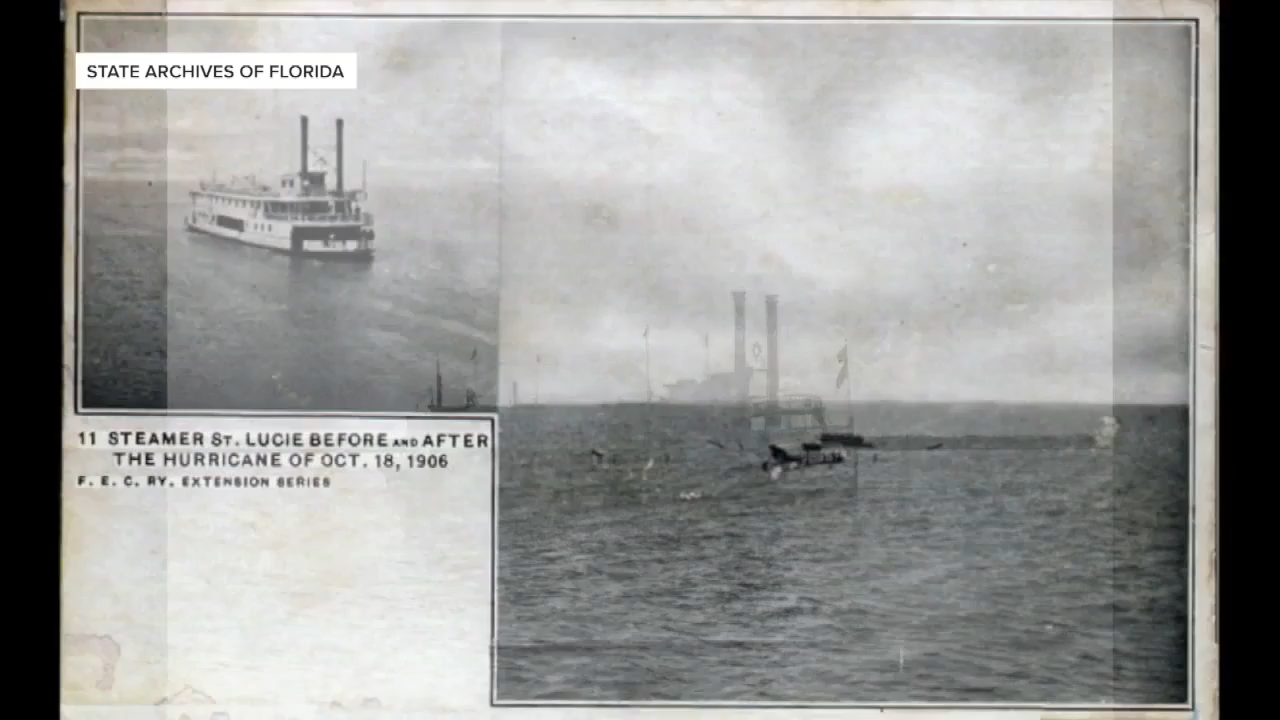 STATE ARCHIVES OF FLORIDA
11 STEAMER ST. LUCIE BEFORE AND AFTER
THE HURRICANE OF OCT. 18, 1906
F. E. C. RY. EXTENSION SERIES